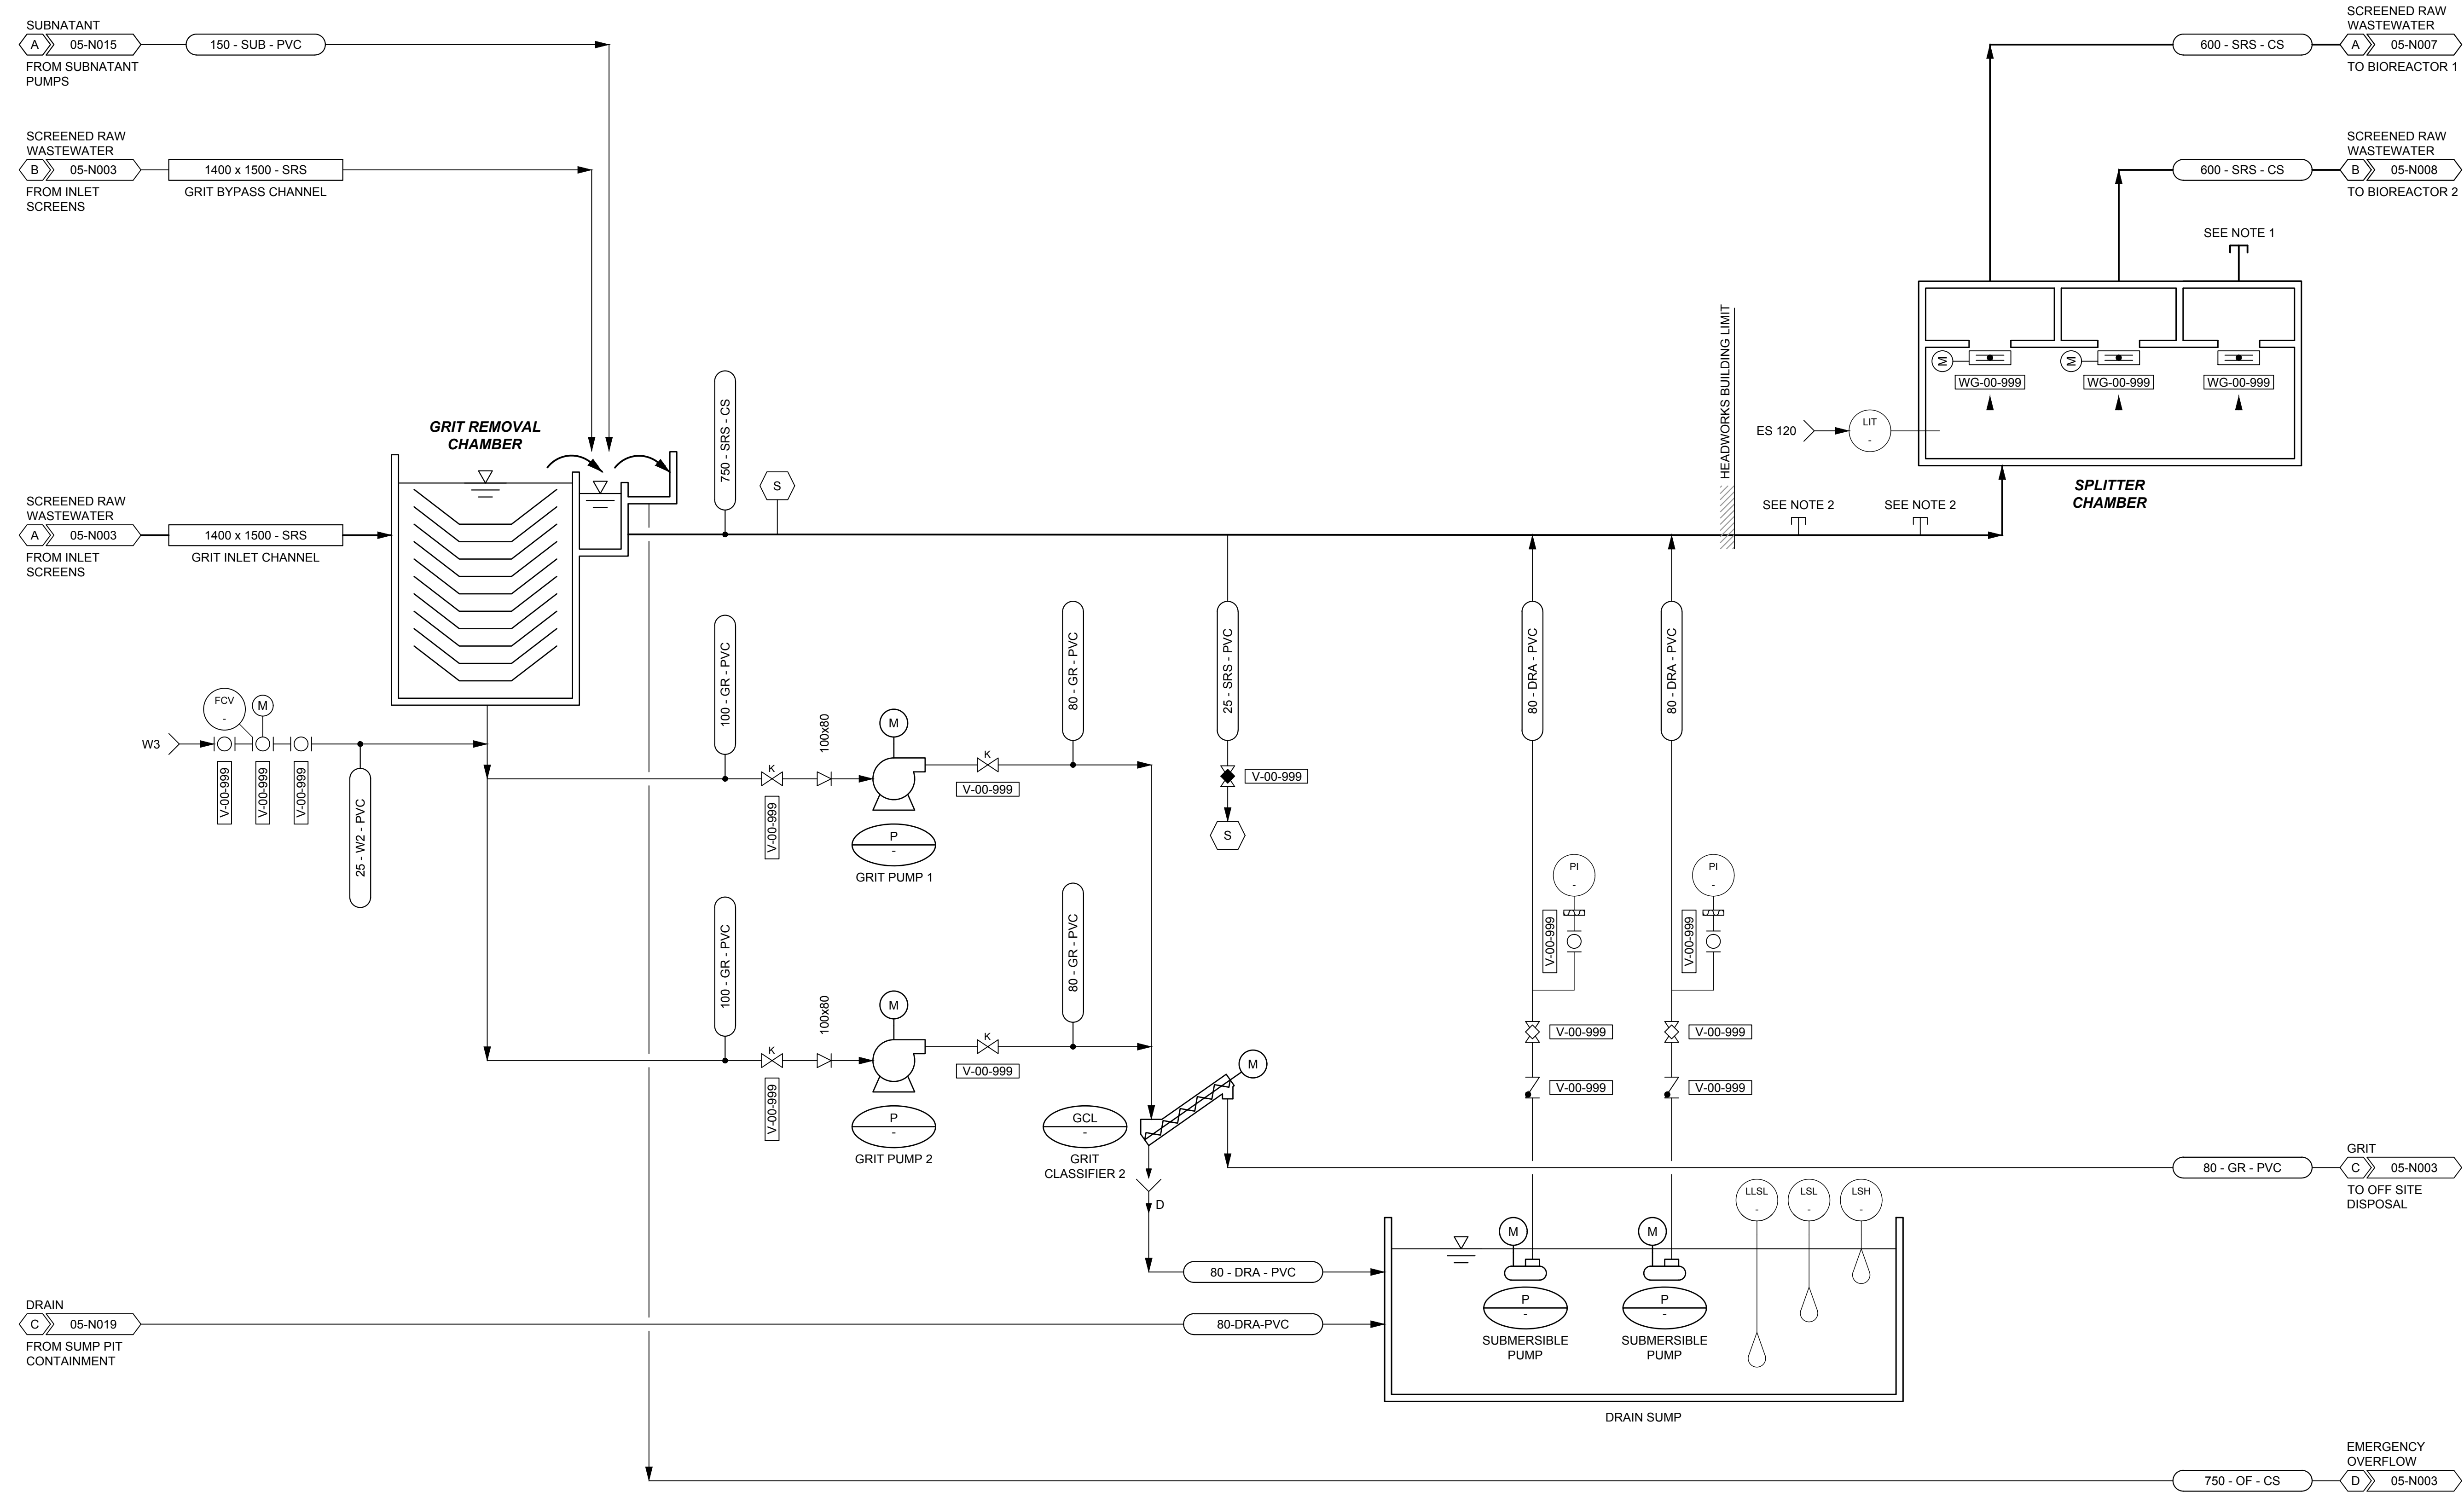 SUBNATANT
A 05-N015
150 - SUB - PVC
FROM SUBNATANT
PUMPS
SCREENED RAW
WASTEWATER
B 05-N003
1400 x 1500 - SRS
FROM INLET
SCREENS
GRIT BYPASS CHANNEL
SCREENED RAW
WASTEWATER
600 - SRS - CS
A 05-N007
TO BIOREACTOR 1
SCREENED RAW
WASTEWATER
600 - SRS - CS
B 05-N008
TO BIOREACTOR 2
SEE NOTE 1
M
M
WG-00-999
WG-00-999
WG-00-999
ES 120
LIT
-
SPLITTER
CHAMBER
HEADWORKS BUILDING LIMIT
SEE NOTE 2
SEE NOTE 2
GRIT REMOVAL
CHAMBER
750 - SRS - CS
S
SCREENED RAW
WASTEWATER
A 05-N003
1400 x 1500 - SRS
FROM INLET
SCREENS
GRIT INLET CHANNEL
FCV
-
M
W3
V-00-999
V-00-999
V-00-999
25 - W2 - PVC
100 - GR - PVC
K
V-00-999
100x80
M
P
-
GRIT PUMP 1
K
V-00-999
80 - GR - PVC
25 - SRS - PVC
V-00-999
S
80 - DRA - PVC
80 - DRA - PVC
PI
-
V-00-999
PI
-
V-00-999
V-00-999
V-00-999
V-00-999
V-00-999
100 - GR - PVC
K
V-00-999
100x80
M
P
-
GRIT PUMP 2
K
V-00-999
80 - GR - PVC
M
GCL
-
GRIT
CLASSIFIER 2
D
80 - DRA - PVC
GRIT
80 - GR - PVC
C 05-N003
TO OFF SITE
DISPOSAL
M
P
-
SUBMERSIBLE
PUMP
M
P
-
SUBMERSIBLE
PUMP
LLSL
-
LSL
-
LSH
-
DRAIN SUMP
DRAIN
C 05-N019
80-DRA-PVC
FROM SUMP PIT
CONTAINMENT
EMERGENCY
OVERFLOW
750 - OF - CS
D 05-N003